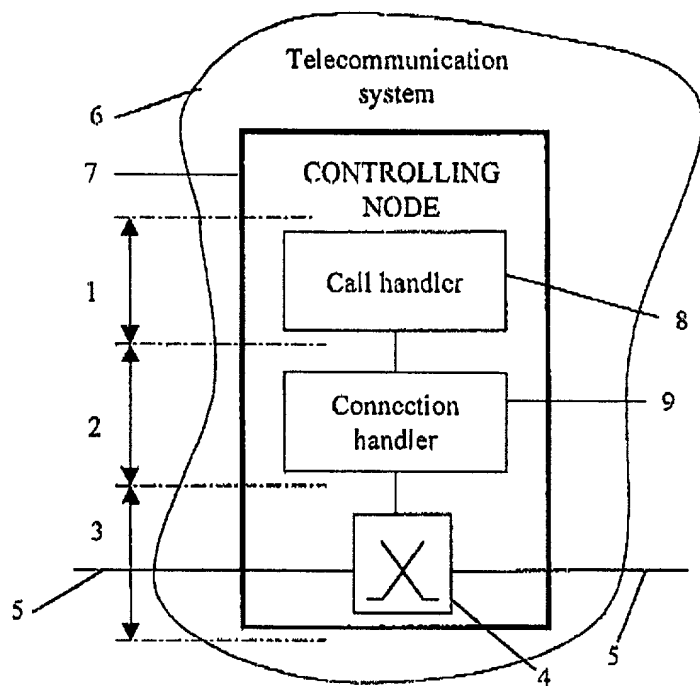 Telecommunication
system
6
7
CONTROLLING
NODE
1
Call handler
8
2
Connection
handler
9
3
5
4
5